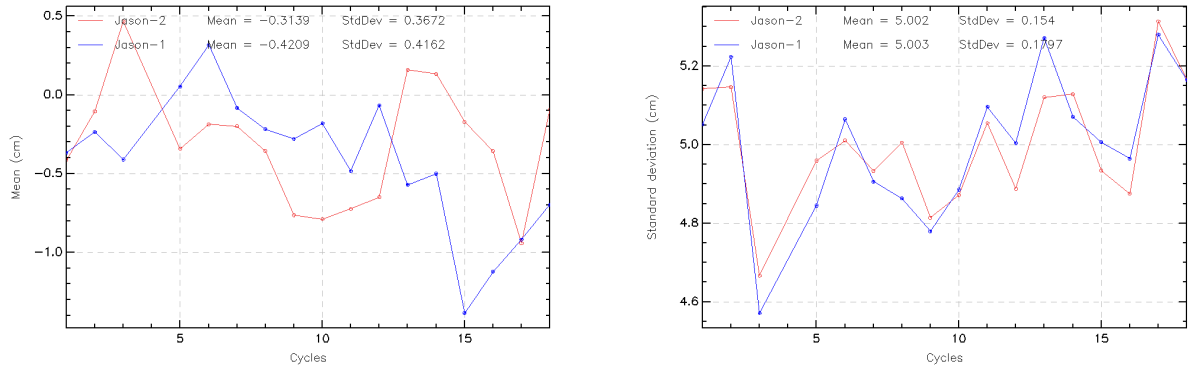 Jason-2 Mean = -0.3139 StdDev = 0.3672
Jason-1 Mean = -0.4209 StdDev = 0.4162
0.5
0.0
-0.5
-1.0
Mean (cm)
5 10 15
Cycles
Jason-2 Mean = 5.002 StdDev = 0.154
Jason-1 Mean = 5.003 StdDev = 0.1797
5.2
5.0
4.8
4.6
Standard deviation (cm)
5 10 15
Cycles